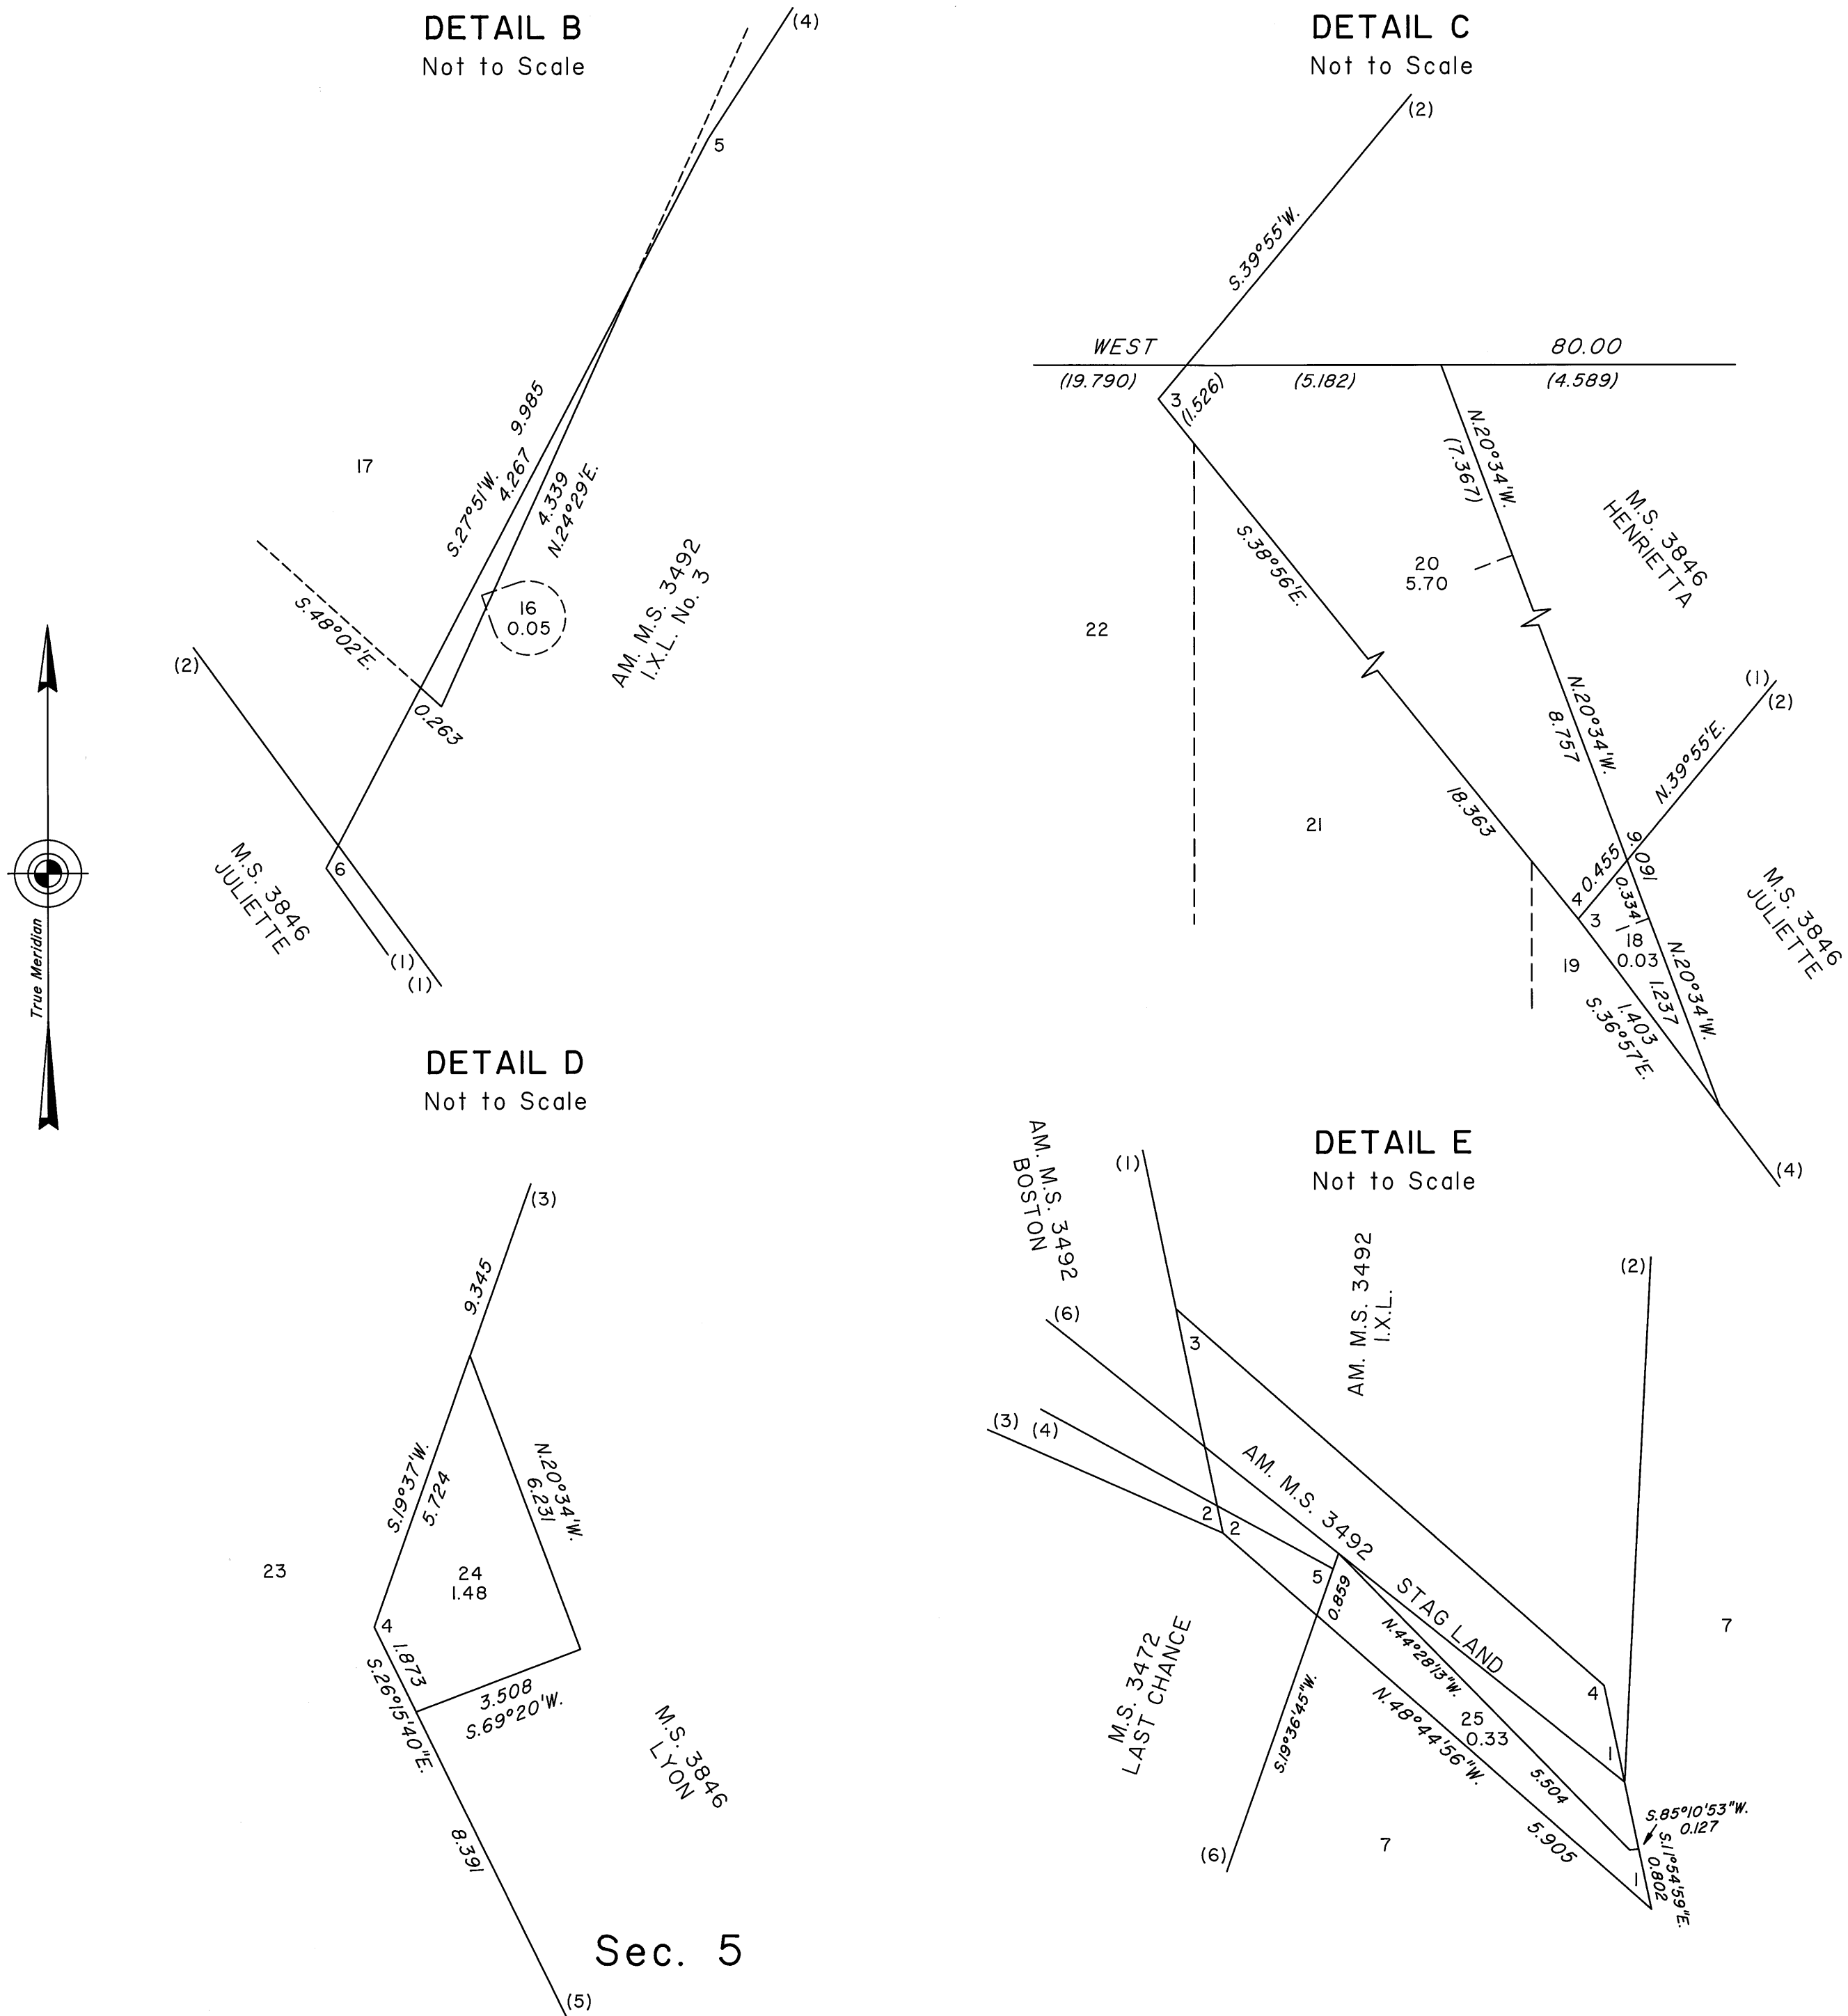 DETAIL B
Not to Scale
(4)
5
9.985
4.267
S.27°51'W.
4.339
N.24°29'E.
17
S.48°02'E.
16
0.05
AM. M.S. 3492
I.X.L. No. 3
(2)
0.263
6
M.S. 3846
JULIETTE
(1)
(1)
True Meridian
DETAIL C
Not to Scale
(2)
S.39°55'W.
WEST
80.00
(19.790)
(5.182)
(4.589)
3
(1.526)
N.20°34'W.
(7.367)
M.S. 3846
HENRIETTA
20
5.70
S.38°56'E.
22
N.20°34'W.
8.757
(1)
(2)
N.39°55'E.
18.363
21
9.091
0.455
4
0.334
3
18
0.03
19
N.20°34'W.
1.237
1.403
S.36°57'E.
M.S. 3846
JULIETTE
(4)
DETAIL D
Not to Scale
(3)
9.345
S.19°37'W.
5.724
N.20°34'W.
6.231
23
24
1.48
4
1.873
S.26°15'40"E.
3.508
S.69°20'W.
M.S. 3846
LYON
8.391
Sec. 5
(5)
DETAIL E
Not to Scale
AM. M.S. 3492
BOSTON
(1)
AM. M.S. 3492
I.X.L.
(2)
(6)
3
(3)
(4)
AM. M.S. 3492
STAG LAND
2
2
5
0.859
N.44°28'13"W.
7
M.S. 3472
LAST CHANCE
S.19°36'45"W.
N.48°44'56"W.
25
0.33
4
1
5.504
5.905
S.85°10'53"W.
0.127
S.11°54'59"E.
0.802
1
7
(6)